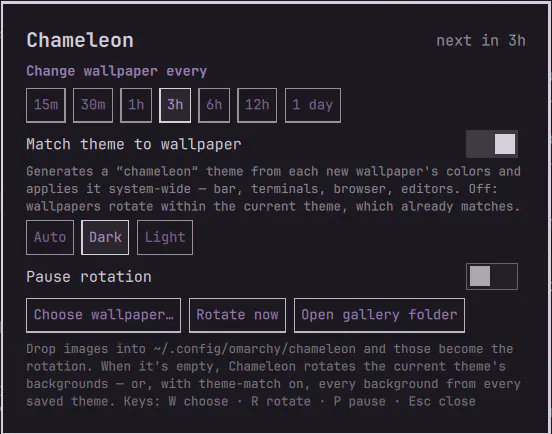 Chameleon
next in 3h
Change wallpaper every
15m 30m 1h 3h 6h 12h 1 day
Match theme to wallpaper
Generates a “chameleon” theme from each new wallpaper's colors and
applies it system-wide — bar, terminals, browser, editors. Off:
wallpapers rotate within the current theme, which already matches.
Auto Dark Light
Pause rotation
Choose wallpaper… Rotate now Open gallery folder
Drop images into ~/.config/omarchy/chameleon and those become the
rotation. When it's empty, Chameleon rotates the current theme's
backgrounds — or, with theme-match on, every background from every
saved theme. Keys: W choose · R rotate · P pause · Esc close